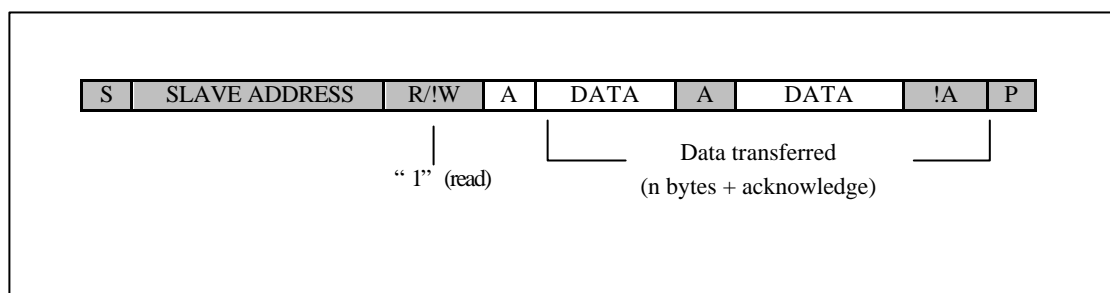 S SLAVE ADDRESS R/!W A DATA A DATA !A P
Data transferred
“ 1” (read)
(n bytes + acknowledge)